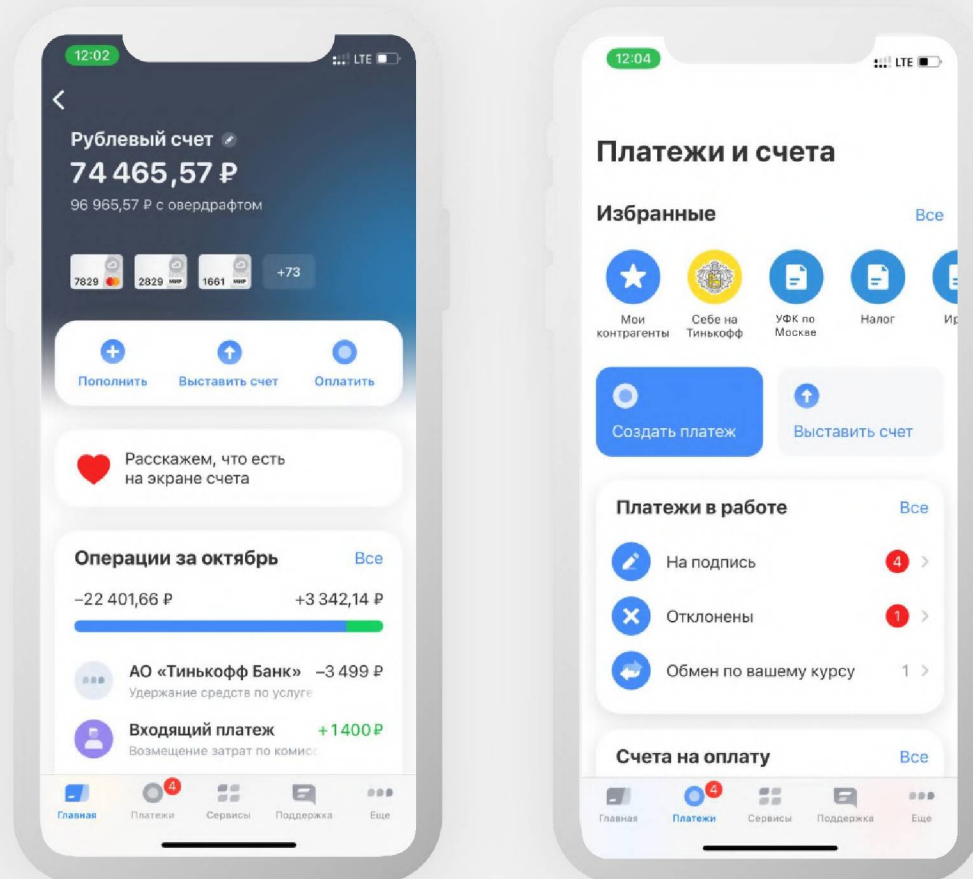 12:02
LTE
Рублевый счет
74 465,57 ₽
96 965,57 ₽ с овердрафтом
7829
2829 МИР
1661 МИР
+73
Пополнить
Выставить счет
Оплатить
Расскажем, что есть
на экране счета
Операции за октябрь
Все
−22 401,66 ₽
+3 342,14 ₽
АО «Тинькофф Банк» −3 499 ₽
Удержание средств по услуге
Входящий платеж +1 400 ₽
Возмещение затрат по комисс
4
Главная
Платежи
Сервисы
Поддержка
Еще
12:04
LTE
Платежи и счета
Избранные
Все
Мои
контрагенты
Себе на
Тинькофф
УФК по
Москве
Налог
Ир
Создать платеж
Выставить счет
Платежи в работе
Все
На подпись 4
Отклонены 1
Обмен по вашему курсу 1
Счета на оплату
Все
4
Главная
Платежи
Сервисы
Поддержка
Еще